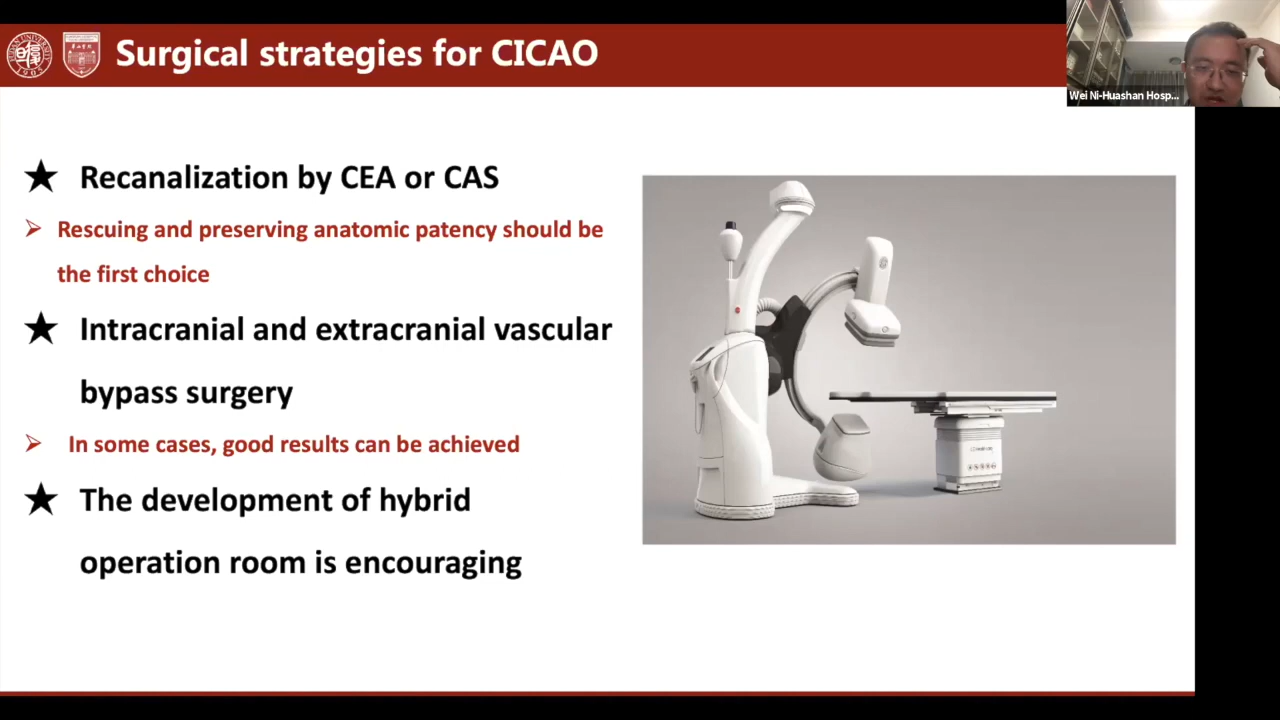 Surgical strategies for CICAO
Wei Ni-Huashan Hosp...
★ Recanalization by CEA or CAS
➢ Rescuing and preserving anatomic patency should be
the first choice
★ Intracranial and extracranial vascular
bypass surgery
➢ In some cases, good results can be achieved
★ The development of hybrid
operation room is encouraging